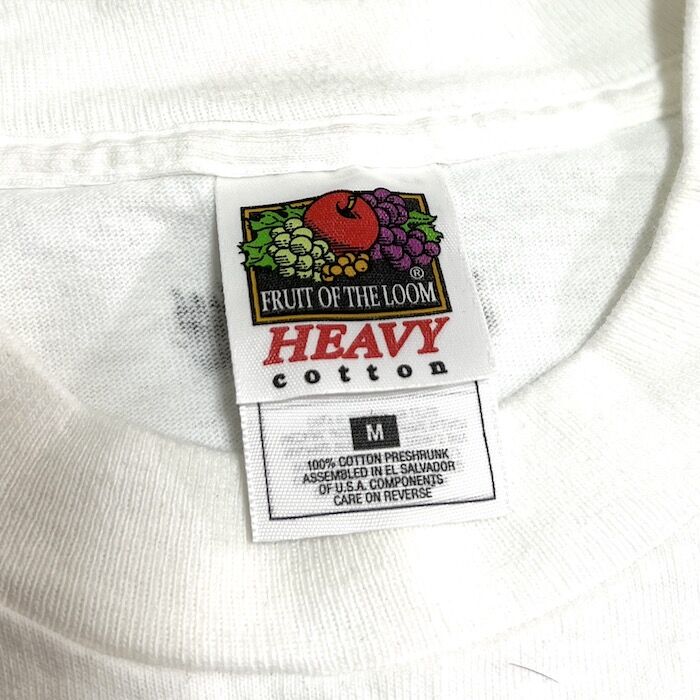 ®
FRUIT OF THE LOOM
HEAVY
cotton
M
100% COTTON PRESHRUNK
ASSEMBLED IN EL SALVADOR
OF U.S.A. COMPONENTS
CARE ON REVERSE